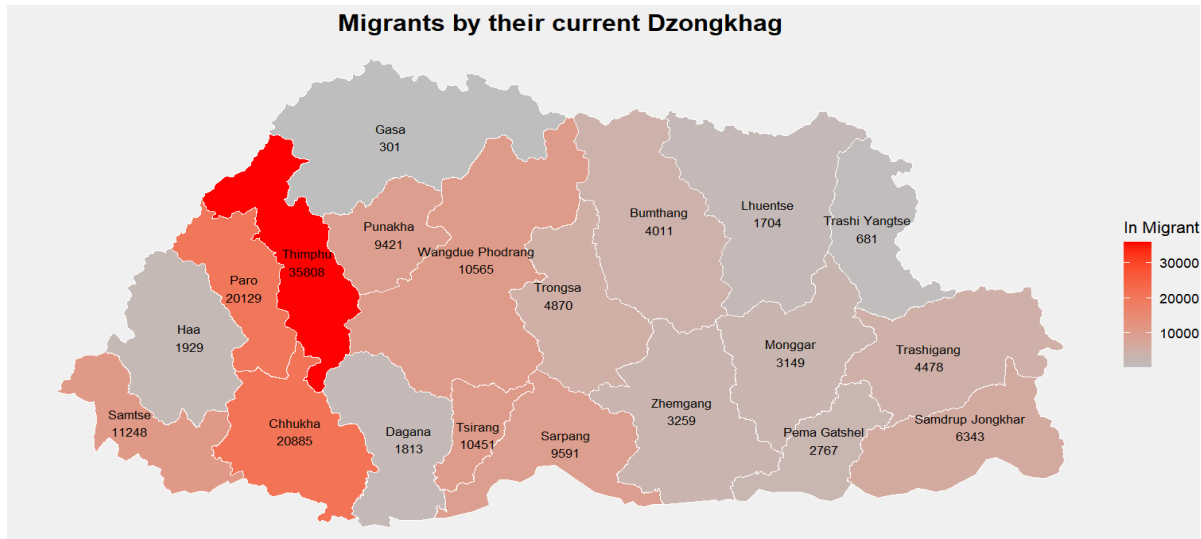 Migrants by their current Dzongkhag
Gasa
301
Punakha
9421
Wangdue Phodrang
10565
Bumthang
4011
Lhuentse
1704
Trashi Yangtse
681
Thimphu
35808
Paro
20129
Haa
1929
Trongsa
4870
Monggar
3149
Trashigang
4478
Samtse
11248
Chhukha
20885
Dagana
1813
Tsirang
10451
Sarpang
9591
Zhemgang
3259
Pema Gatshel
2767
Samdrup Jongkhar
6343
In Migrant
30000
20000
10000